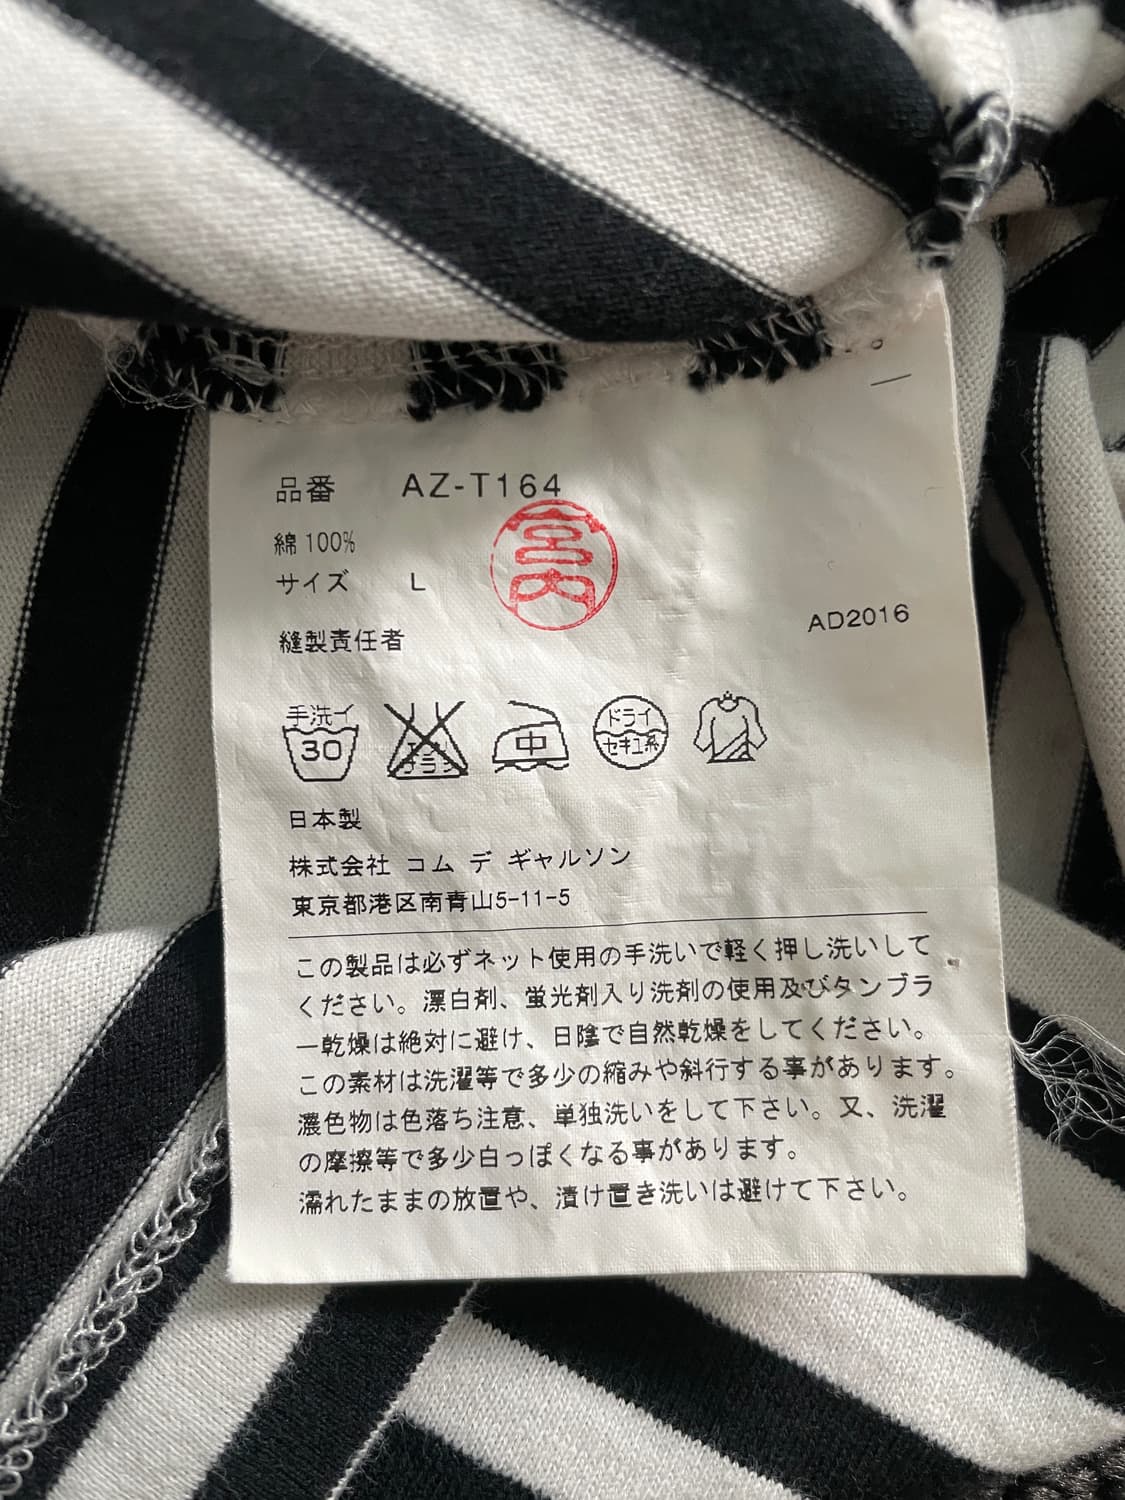 品番 AZ-T164
綿100%
サイズ L
宮内
縫製責任者
AD2016
手洗イ
30
エンソ
サラシ
中
ドライ
セキユ系
日本製
株式会社 コム デ ギャルソン
東京都港区南青山5-11-5
この製品は必ずネット使用の手洗いで軽く押し洗いして
ください。漂白剤、蛍光剤入り洗剤の使用及びタンブラ
ー乾燥は絶対に避け、日陰で自然乾燥をしてください。
この素材は洗濯等で多少の縮みや斜行する事があります。
濃色物は色落ち注意、単独洗いをして下さい。又、洗濯
の摩擦等で多少白っぽくなる事があります。
濡れたままの放置や、漬け置き洗いは避けて下さい。